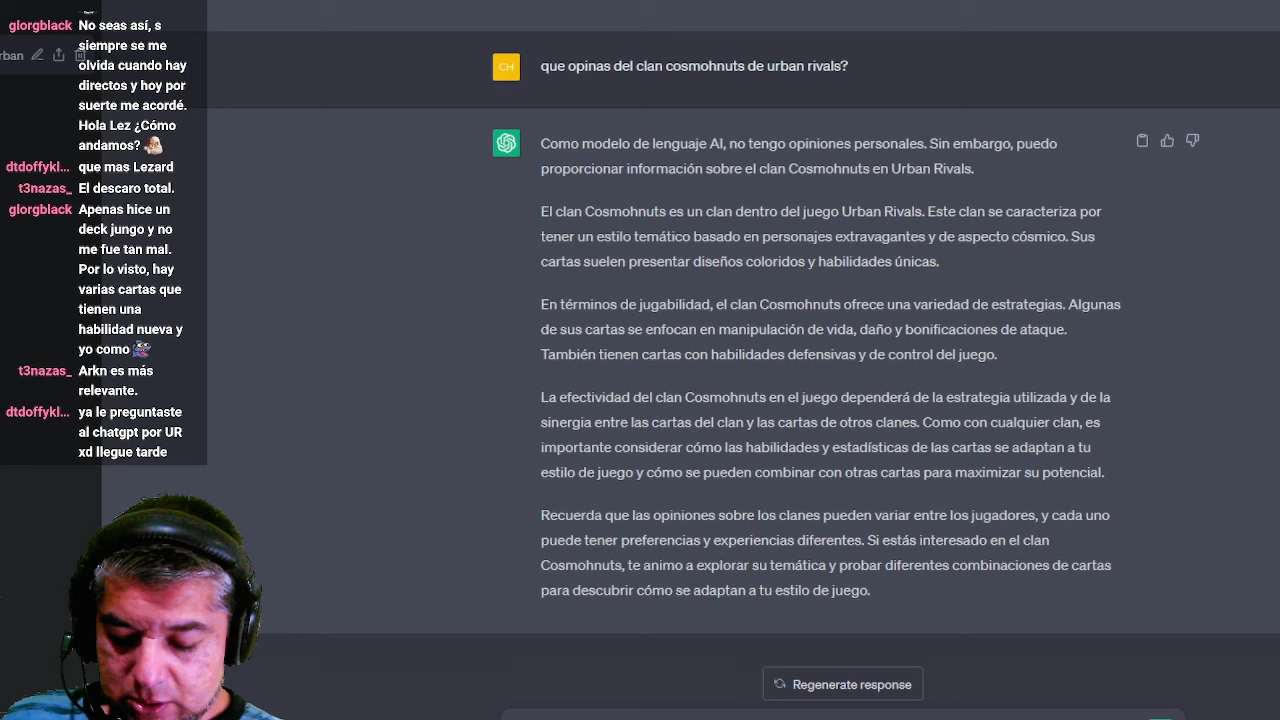 glorgblack No seas así, s
siempre se me
olvida cuando hay
directos y hoy por
suerte me acordé.
Hola Lez ¿Cómo
andamos?
dtdoffykl... que mas Lezard
t3nazas_ El descaro total.
glorgblack Apenas hice un
deck jungo y no
me fue tan mal.
Por lo visto, hay
varias cartas que
tienen una
habilidad nueva y
yo como
t3nazas_ Arkn es más
relevante.
dtdoffykl... ya le preguntaste
al chatgpt por UR
xd llegue tarde
rban
CH
que opinas del clan cosmohnuts de urban rivals?
Como modelo de lenguaje AI, no tengo opiniones personales. Sin embargo, puedo
proporcionar información sobre el clan Cosmohnuts en Urban Rivals.
El clan Cosmohnuts es un clan dentro del juego Urban Rivals. Este clan se caracteriza por
tener un estilo temático basado en personajes extravagantes y de aspecto cósmico. Sus
cartas suelen presentar diseños coloridos y habilidades únicas.
En términos de jugabilidad, el clan Cosmohnuts ofrece una variedad de estrategias. Algunas
de sus cartas se enfocan en manipulación de vida, daño y bonificaciones de ataque.
También tienen cartas con habilidades defensivas y de control del juego.
La efectividad del clan Cosmohnuts en el juego dependerá de la estrategia utilizada y de la
sinergia entre las cartas del clan y las cartas de otros clanes. Como con cualquier clan, es
importante considerar cómo las habilidades y estadísticas de las cartas se adaptan a tu
estilo de juego y cómo se pueden combinar con otras cartas para maximizar su potencial.
Recuerda que las opiniones sobre los clanes pueden variar entre los jugadores, y cada uno
puede tener preferencias y experiencias diferentes. Si estás interesado en el clan
Cosmohnuts, te animo a explorar su temática y probar diferentes combinaciones de cartas
para descubrir cómo se adaptan a tu estilo de juego.
Regenerate response